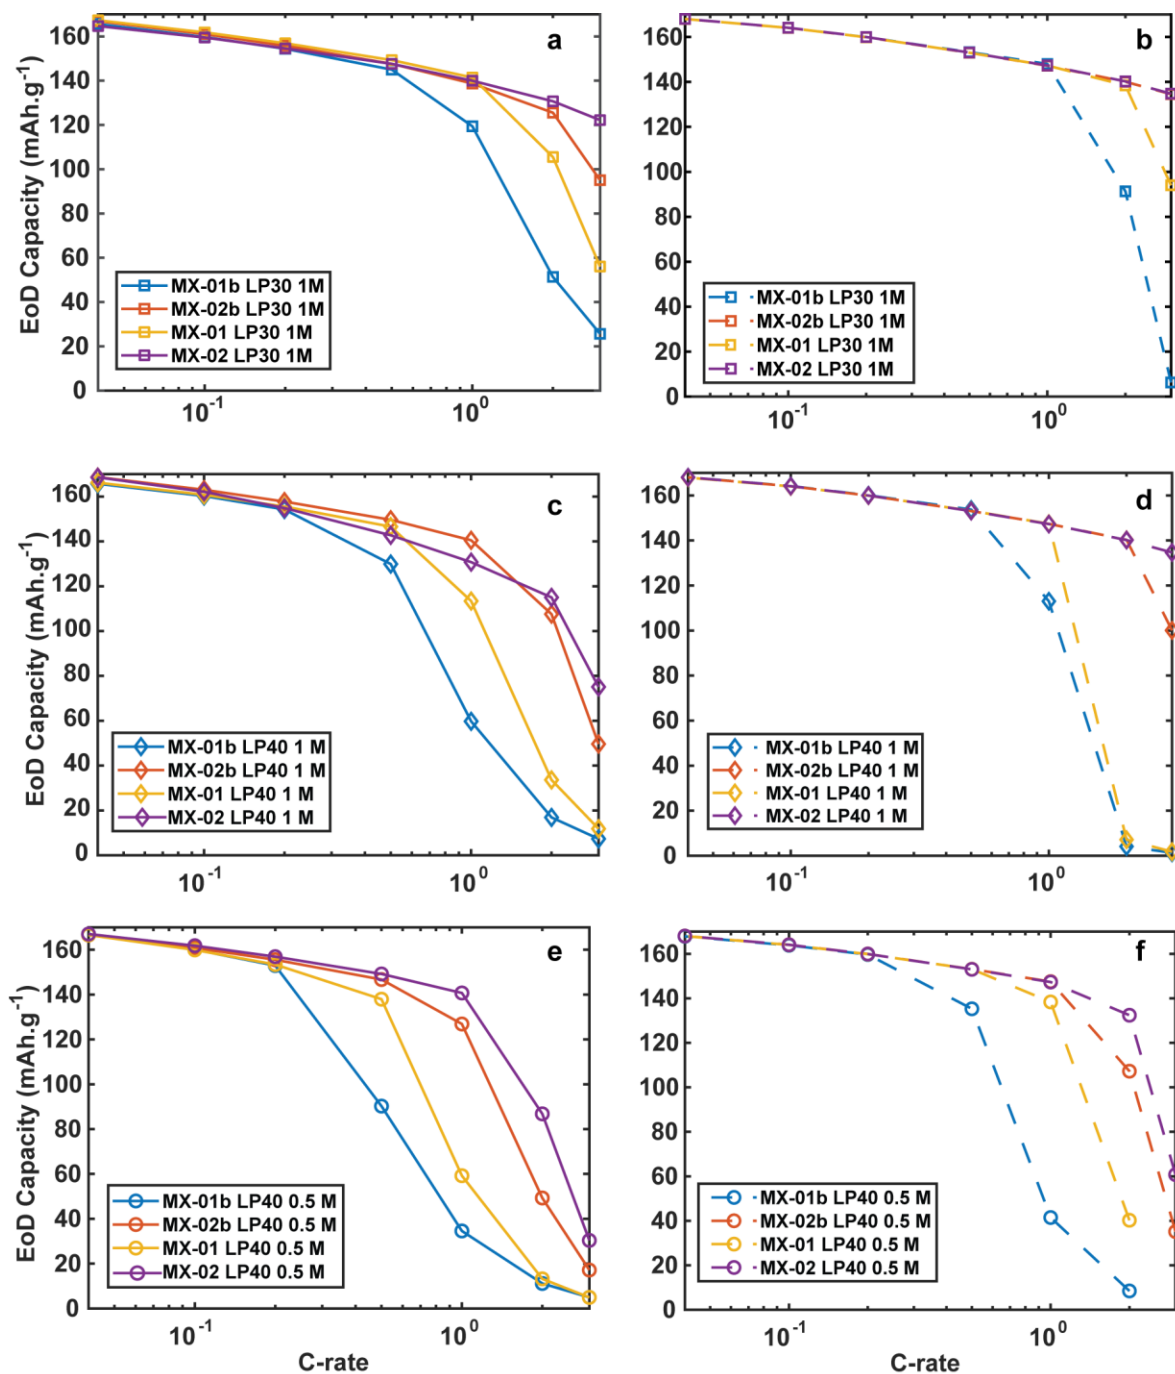 a
160
140
120
100
80
60
40
20
0
EoD Capacity (mAh.g⁻¹)
MX-01b LP30 1M
MX-02b LP30 1M
MX-01 LP30 1M
MX-02 LP30 1M
10⁻¹
10⁰
b
160
140
120
100
80
60
40
20
0
MX-01b LP30 1M
MX-02b LP30 1M
MX-01 LP30 1M
MX-02 LP30 1M
10⁻¹
10⁰
c
160
140
120
100
80
60
40
20
0
EoD Capacity (mAh.g⁻¹)
MX-01b LP40 1 M
MX-02b LP40 1 M
MX-01 LP40 1 M
MX-02 LP40 1 M
10⁻¹
10⁰
d
160
140
120
100
80
60
40
20
0
MX-01b LP40 1 M
MX-02b LP40 1 M
MX-01 LP40 1 M
MX-02 LP40 1 M
10⁻¹
10⁰
e
160
140
120
100
80
60
40
20
0
EoD Capacity (mAh.g⁻¹)
MX-01b LP40 0.5 M
MX-02b LP40 0.5 M
MX-01 LP40 0.5 M
MX-02 LP40 0.5 M
10⁻¹
10⁰
C-rate
f
160
140
120
100
80
60
40
20
0
MX-01b LP40 0.5 M
MX-02b LP40 0.5 M
MX-01 LP40 0.5 M
MX-02 LP40 0.5 M
10⁻¹
10⁰
C-rate